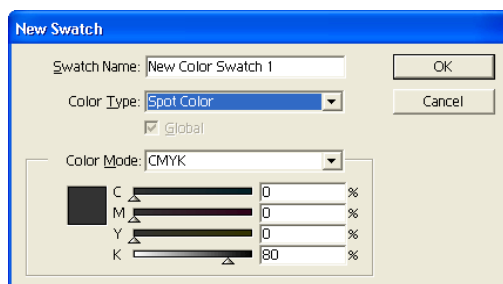 New Swatch
Swatch Name: New Color Swatch 1 OK
Color Type: Spot Color Cancel
Global
Color Mode: CMYK
C 0 %
M 0 %
Y 0 %
K 80 %